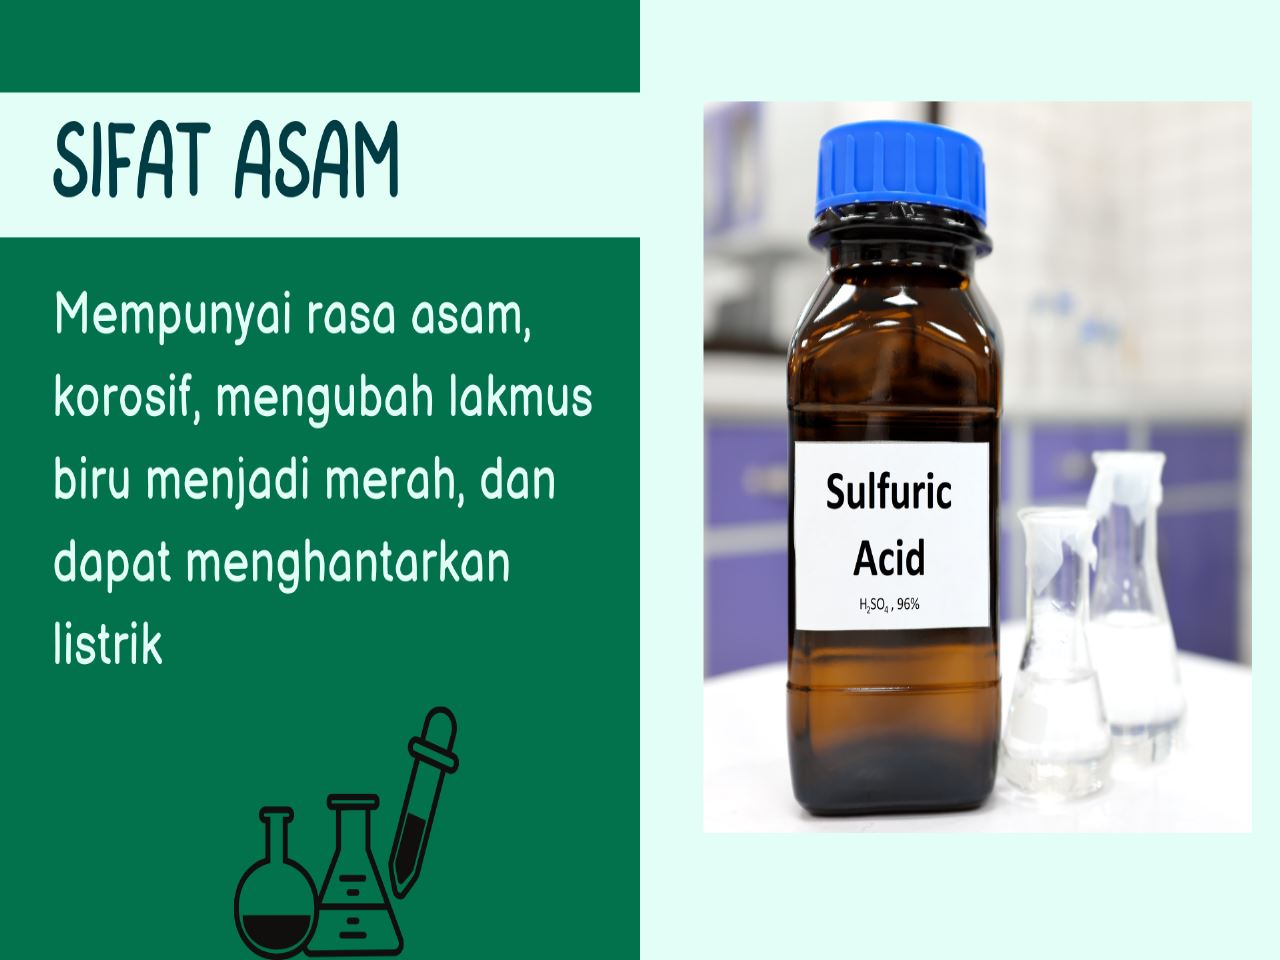 SIFAT ASAM
Mempunyai rasa asam,
korosif, mengubah lakmus
biru menjadi merah, dan
dapat menghantarkan
listrik
Sulfuric
Acid
H₂SO₄, 96%